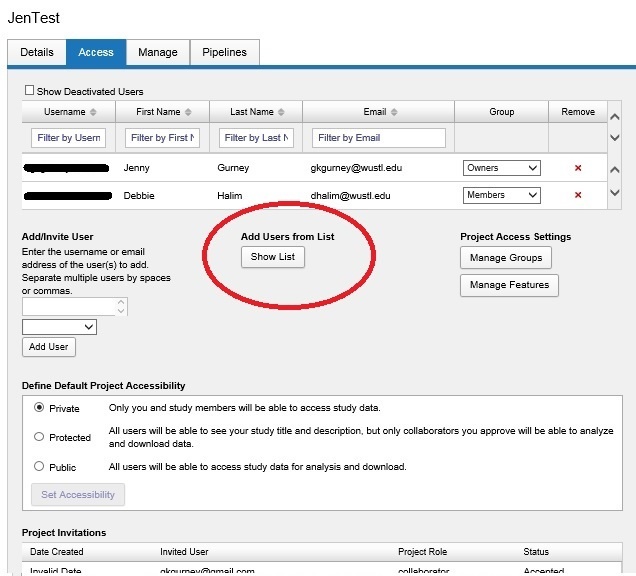 JenTest
Details Access Manage Pipelines
Show Deactivated Users
Username First Name Last Name Email Group Remove
Filter by Usern Filter by First N Filter by Last N Filter by Email
Jenny Gurney gkgurney@wustl.edu Owners
Debbie Halim dhalim@wustl.edu Members
Add/Invite User
Enter the username or email
address of the user(s) to add.
Separate multiple users by spaces
or commas.
Add User
Add Users from List
Show List
Project Access Settings
Manage Groups
Manage Features
Define Default Project Accessibility
Private Only you and study members will be able to access study data.
Protected All users will be able to see your study title and description, but only collaborators you approve will be able to analyze
and download data.
Public All users will be able to access study data for analysis and download.
Set Accessibility
Project Invitations
Date Created Invited User Project Role Status
Invalid Date gkgurney@gmail.com collaborator Accepted